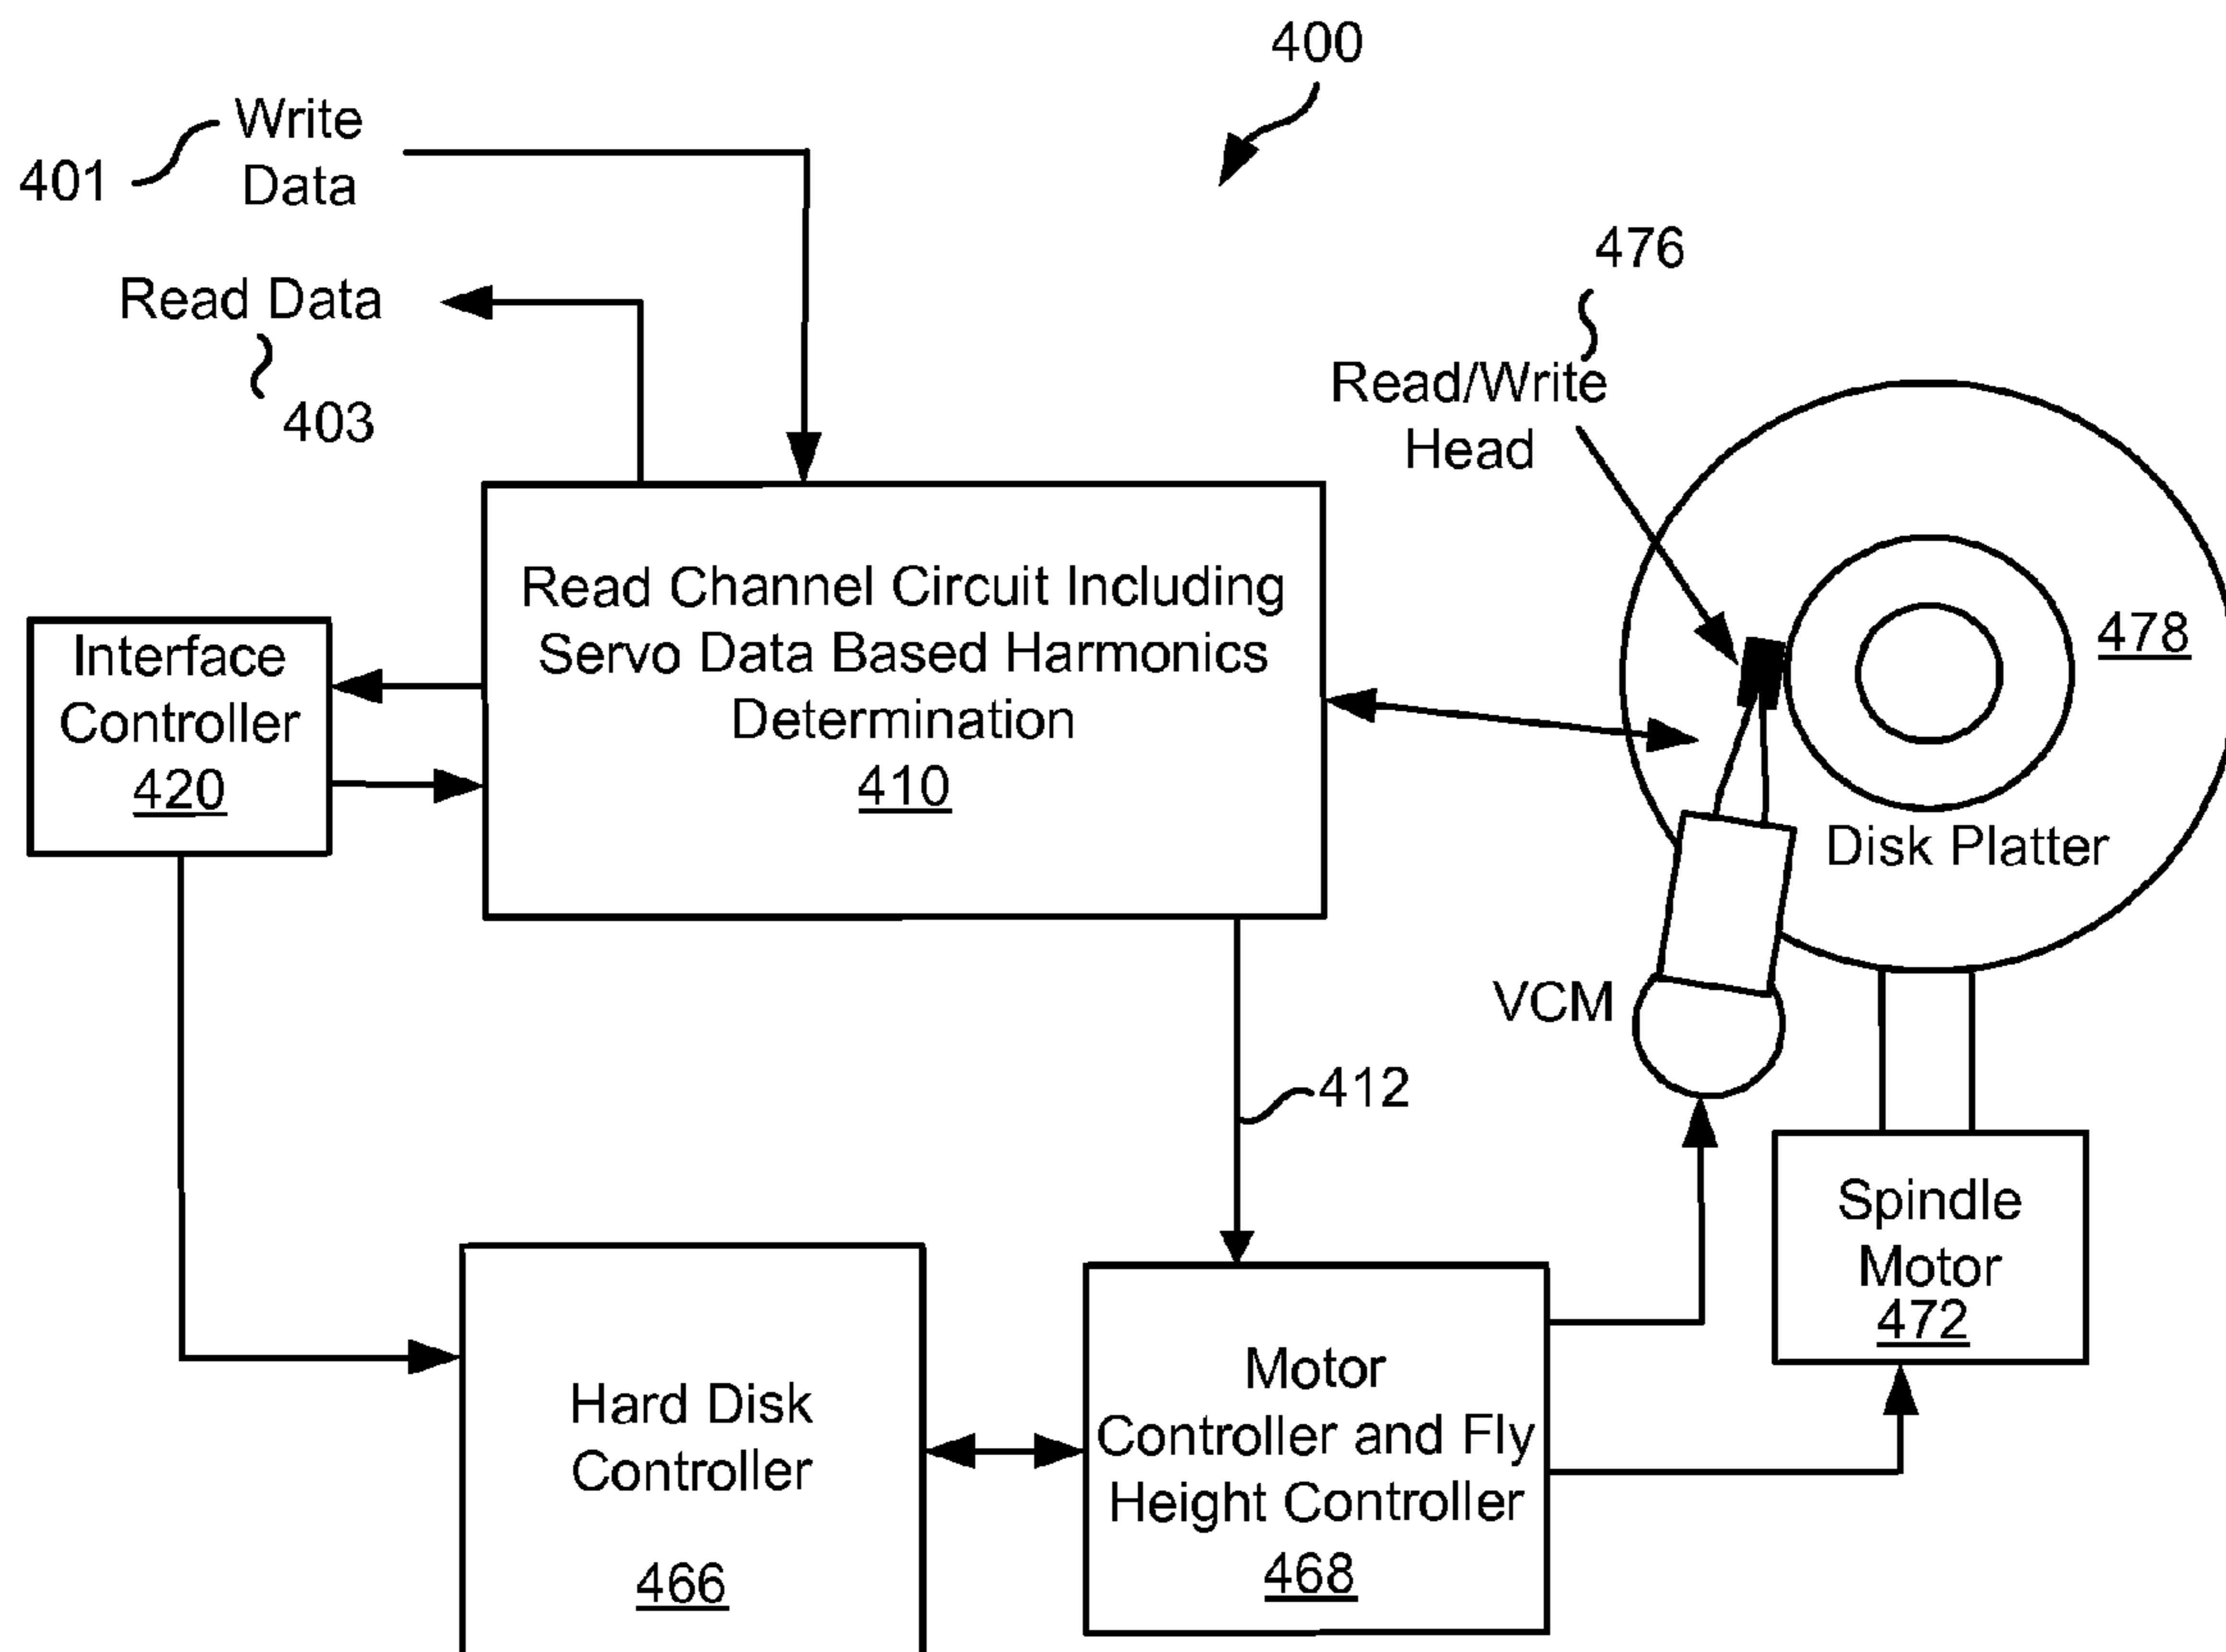 400
Write
Data
401
Read Data
403
476
Read/Write
Head
Read Channel Circuit Including
Servo Data Based Harmonics
Determination
410
Interface
Controller
420
478
Disk Platter
VCM
412
Spindle
Motor
472
Hard Disk
Controller
466
Motor
Controller and Fly
Height Controller
468